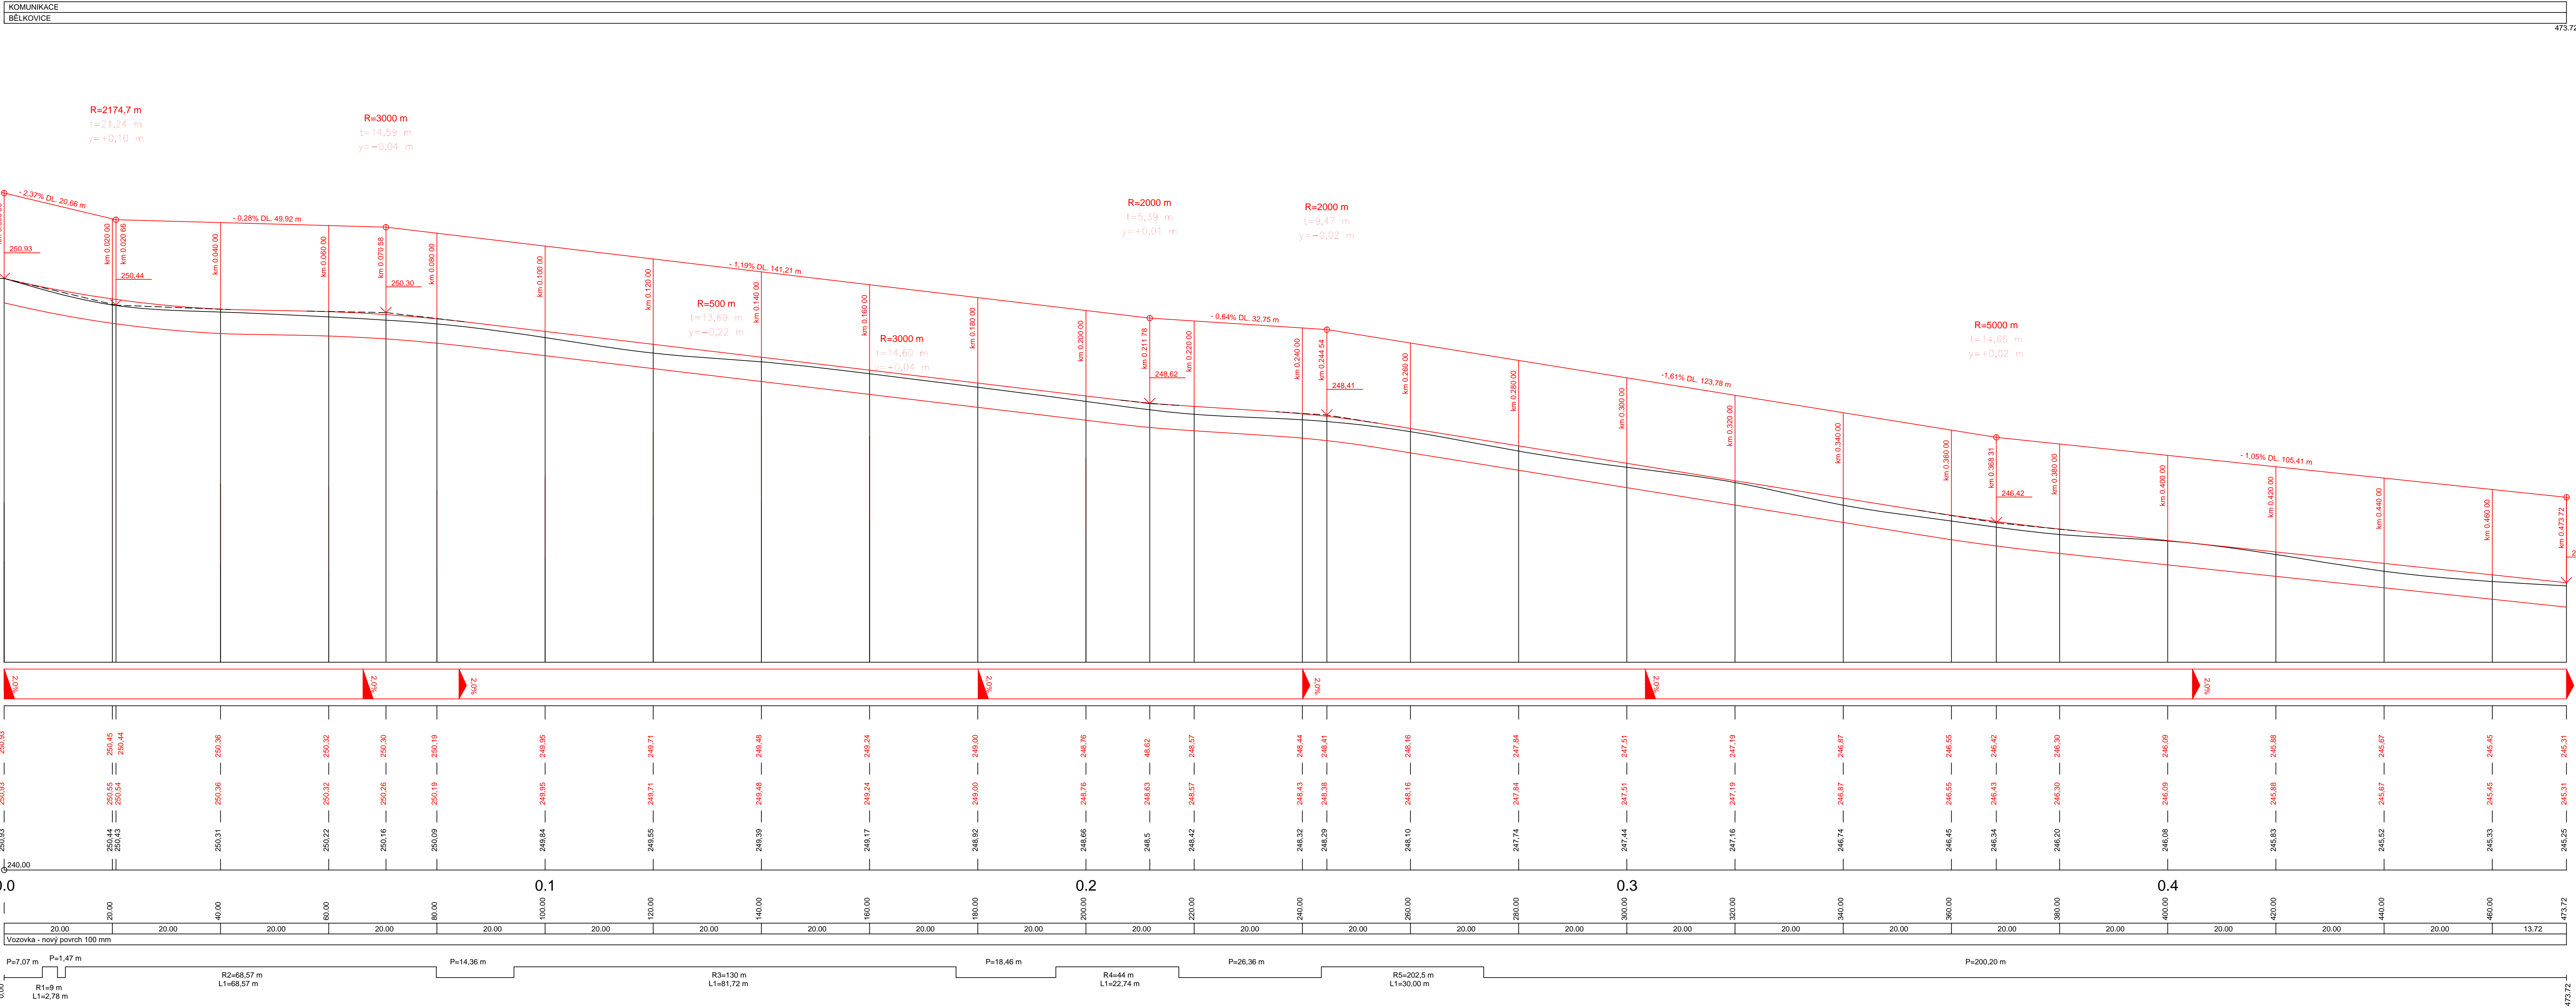 KOMUNIKACE
BĚLKOVICE
473.72
R=2174,7 m
t=21,24 m
y=+0,10 m
R=3000 m
t=14,59 m
y=-0,04 m
R=2000 m
t=5,39 m
y=+0,01 m
R=2000 m
t=9,47 m
y=-0,02 m
R=500 m
t=13,69 m
y=-0,22 m
R=3000 m
t=14,60 m
y=+0,04 m
R=5000 m
t=14,66 m
y=+0,02 m
- 2,37% DL. 20,66 m
- 0,28% DL. 49,92 m
- 1,19% DL. 141,21 m
- 0,64% DL. 32,75 m
-1,61% DL. 123,78 m
- 1,05% DL. 105,41 m
km 0.020 00
km 0.020 66
km 0.040 00
km 0.060 00
km 0.070 58
km 0.080 00
km 0.100 00
km 0.120 00
km 0.140 00
km 0.160 00
km 0.180 00
km 0.200 00
km 0.211 78
km 0.220 00
km 0.240 00
km 0.244 54
km 0.260 00
km 0.280 00
km 0.300 00
km 0.320 00
km 0.340 00
km 0.360 00
km 0.368 31
km 0.380 00
km 0.400 00
km 0.420 00
km 0.440 00
km 0.460 00
km 0.473 72
250,93
250,44
250,30
248,62
248,41
246,42
2.0% 2.0% 2.0% 2.0% 2.0% 2.0% 2.0%
250,93 250,45 250,44 250,36 250,32 250,30 250,19 249,95 249,71 249,48 249,24 249,00 248,76 48,62 248,57 248,44 248,41 248,16 247,84 247,51 247,19 246,87 246,55 246,42 246,30 246,09 245,88 245,67 245,45 245,31
250,93 250,55 250,54 250,36 250,32 250,26 250,19 249,95 249,71 249,48 249,24 249,00 248,76 248,63 248,57 248,43 248,38 248,16 247,84 247,51 247,19 246,87 246,55 246,43 246,30 246,09 245,88 245,67 245,45 245,31
250,93 250,44 250,43 250,31 250,22 250,16 250,09 249,84 249,55 249,39 249,17 248,92 248,66 248,5 248,42 248,32 248,29 248,10 247,74 247,44 247,16 246,74 246,45 246,34 246,20 246,08 245,83 245,52 245,33 245,25
240,00
0.0 0.1 0.2 0.3 0.4
20.00 40.00 60.00 80.00 100.00 120.00 140.00 160.00 180.00 200.00 220.00 240.00 260.00 280.00 300.00 320.00 340.00 360.00 380.00 400.00 420.00 440.00 460.00 473.72
20.00 20.00 20.00 20.00 20.00 20.00 20.00 20.00 20.00 20.00 20.00 20.00 20.00 20.00 20.00 20.00 20.00 20.00 20.00 20.00 20.00 20.00 20.00 13.72
Vozovka - nový povrch 100 mm
P=7,07 m
P=1,47 m
P=14,36 m
P=18,46 m
P=26,36 m
P=200,20 m
R1=9 m
L1=2,78 m
R2=68,57 m
L1=68,57 m
R3=130 m
L1=81,72 m
R4=44 m
L1=22,74 m
R5=202,5 m
L1=30,00 m
0,00
473.72